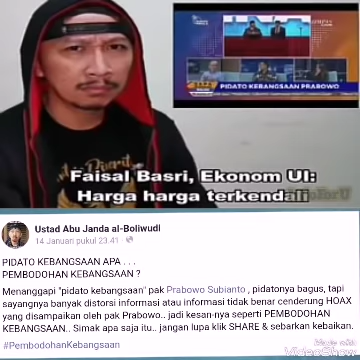 PIDATO KEBANGSAAN PRABOWO
Faisal Basri, Ekonom UI:
Harga harga terkendali
Ustad Abu Janda al-Boliwudi
14 Januari pukul 23.41 ·
PIDATO KEBANGSAAN APA . . .
PEMBODOHAN KEBANGSAAN ?
Menanggapi "pidato kebangsaan" pak Prabowo Subianto , pidatonya bagus, tapi
sayangnya banyak distorsi informasi atau informasi tidak benar cenderung HOAX
yang disampaikan oleh pak Prabowo.. jadi kesan-nya seperti PEMBODOHAN
KEBANGSAAN.. Simak apa saja itu.. jangan lupa klik SHARE & sebarkan kebaikan.
#PembodohanKebangsaan
Made with
VideoShow